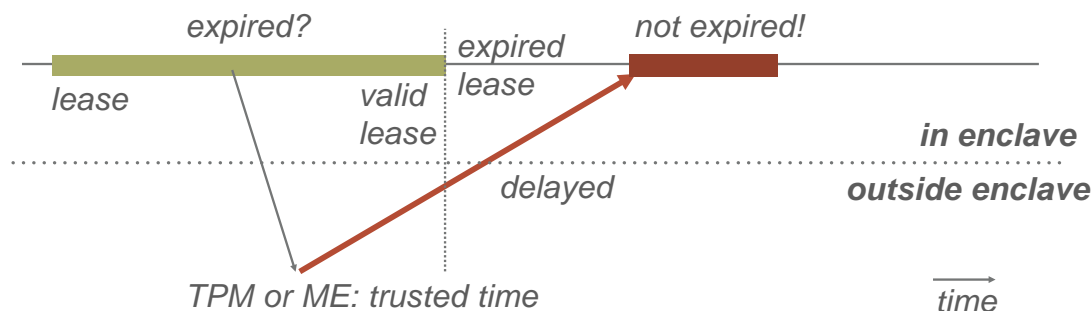 expired?
not expired!
expired
lease
lease
valid
lease
in enclave
delayed
outside enclave
TPM or ME: trusted time
time